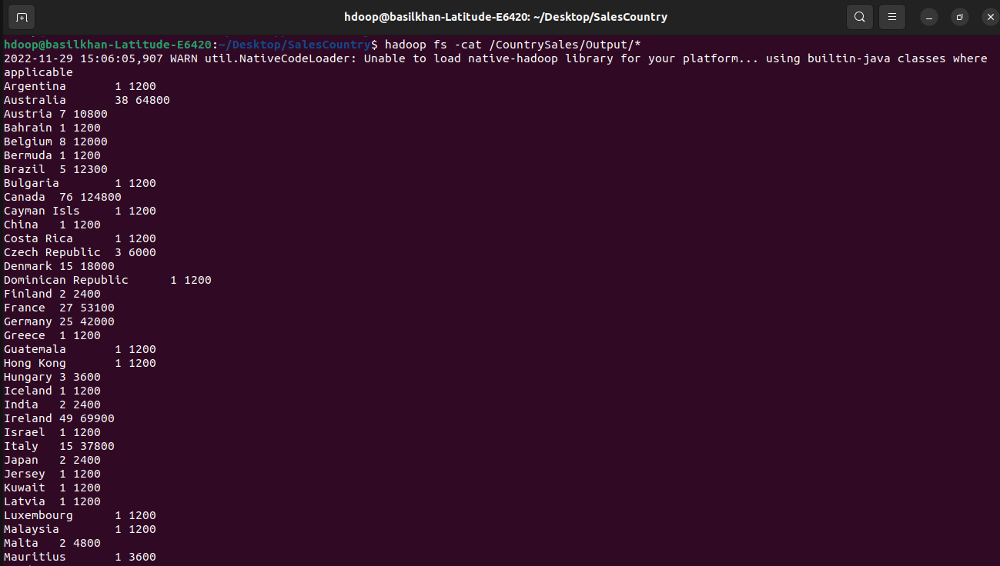 hdoop@basilkhan-Latitude-E6420: ~/Desktop/SalesCountry
hdoop@basilkhan-Latitude-E6420:~/Desktop/SalesCountry$ hadoop fs -cat /CountrySales/Output/*
2022-11-29 15:06:05,907 WARN util.NativeCodeLoader: Unable to load native-hadoop library for your platform... using builtin-java classes where
applicable
Argentina	1 1200
Australia	38 64800
Austria	7 10800
Bahrain	1 1200
Belgium	8 12000
Bermuda	1 1200
Brazil	5 12300
Bulgaria	1 1200
Canada	76 124800
Cayman Isls	1 1200
China	1 1200
Costa Rica	1 1200
Czech Republic	3 6000
Denmark	15 18000
Dominican Republic	1 1200
Finland	2 2400
France	27 53100
Germany	25 42000
Greece	1 1200
Guatemala	1 1200
Hong Kong	1 1200
Hungary	3 3600
Iceland	1 1200
India	2 2400
Ireland	49 69900
Israel	1 1200
Italy	15 37800
Japan	2 2400
Jersey	1 1200
Kuwait	1 1200
Latvia	1 1200
Luxembourg	1 1200
Malaysia	1 1200
Malta	2 4800
Mauritius	1 3600